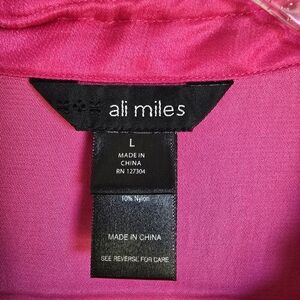 ali miles
L
MADE IN
CHINA
RN 127304
10% Nylon
MADE IN CHINA
SEE REVERSE FOR CARE